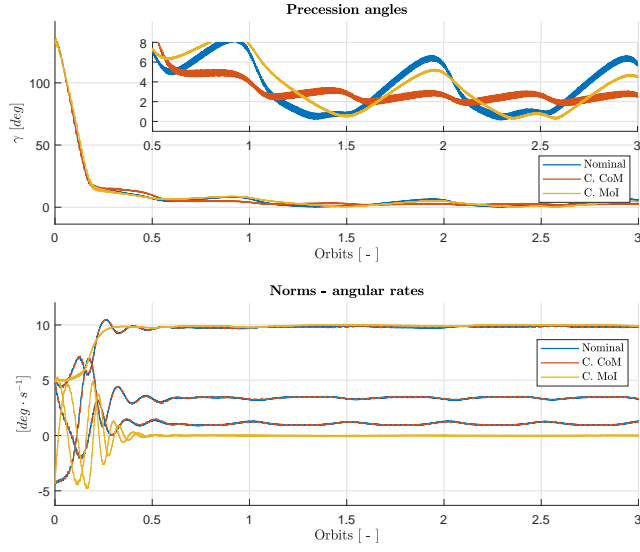 Precession angles
γ [deg]
100
50
0
8
6
4
2
0
0.5
1
1.5
2
2.5
3
Nominal
C. CoM
C. MoI
0
0.5
1
1.5
2
2.5
3
Orbits [ - ]
Norms - angular rates
[deg · s⁻¹]
10
5
0
-5
Nominal
C. CoM
C. MoI
0
0.5
1
1.5
2
2.5
3
Orbits [ - ]